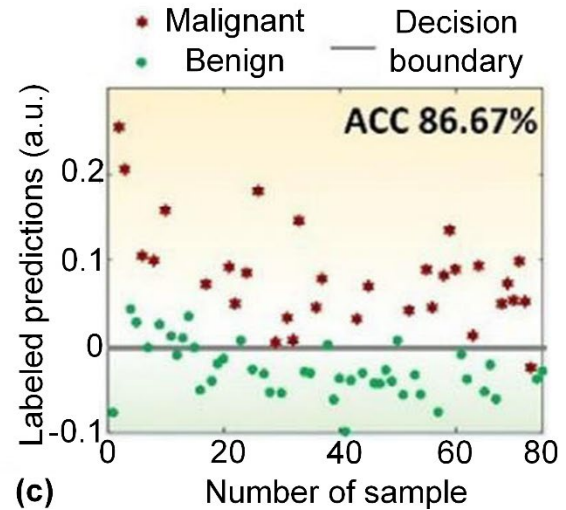 Malignant
Benign
Decision
boundary
ACC 86.67%
Labeled predictions (a.u.)
0.2
0.1
0
-0.1
0
20
40
60
80
Number of sample
(c)